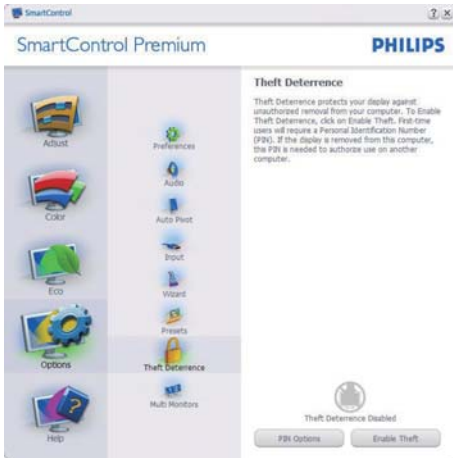 SmartControl
SmartControl Premium
PHILIPS
Adjust
Color
Eco
Options
Help
Preferences
Audio
Auto Pivot
Input
Wizard
Presets
Theft Deterrence
Multi Monitors
Theft Deterrence
Theft Deterrence protects your display against
unauthorized removal from your computer. To Enable
Theft Deterrence, click on Enable Theft. First-time
users will require a Personal Identification Number
(PIN). If the display is removed from this computer,
the PIN is needed to authorize use on another
computer.
Theft Deterrence Disabled
PIN Options
Enable Theft